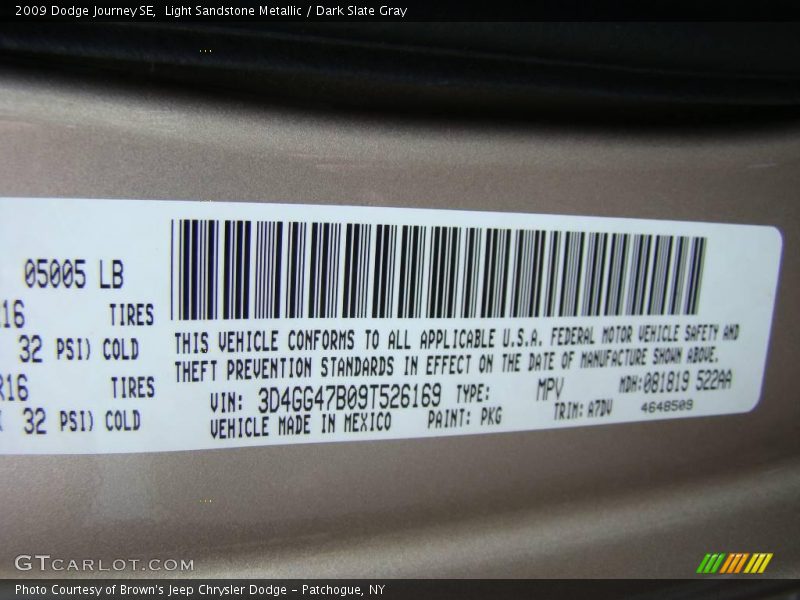 2009 Dodge Journey SE, Light Sandstone Metallic / Dark Slate Gray
05005 LB
R16 TIRES
32 PSI) COLD
R16 TIRES
32 PSI) COLD
THIS VEHICLE CONFORMS TO ALL APPLICABLE U.S.A. FEDERAL MOTOR VEHICLE SAFETY AND
THEFT PREVENTION STANDARDS IN EFFECT ON THE DATE OF MANUFACTURE SHOWN ABOVE.
VIN: 3D4GG47B09T526169 TYPE: MPV MDH:081819 522AA
VEHICLE MADE IN MEXICO PAINT: PKG TRIM: A7DV 4648509
GTCARLOT.COM
Photo Courtesy of Brown's Jeep Chrysler Dodge – Patchogue, NY